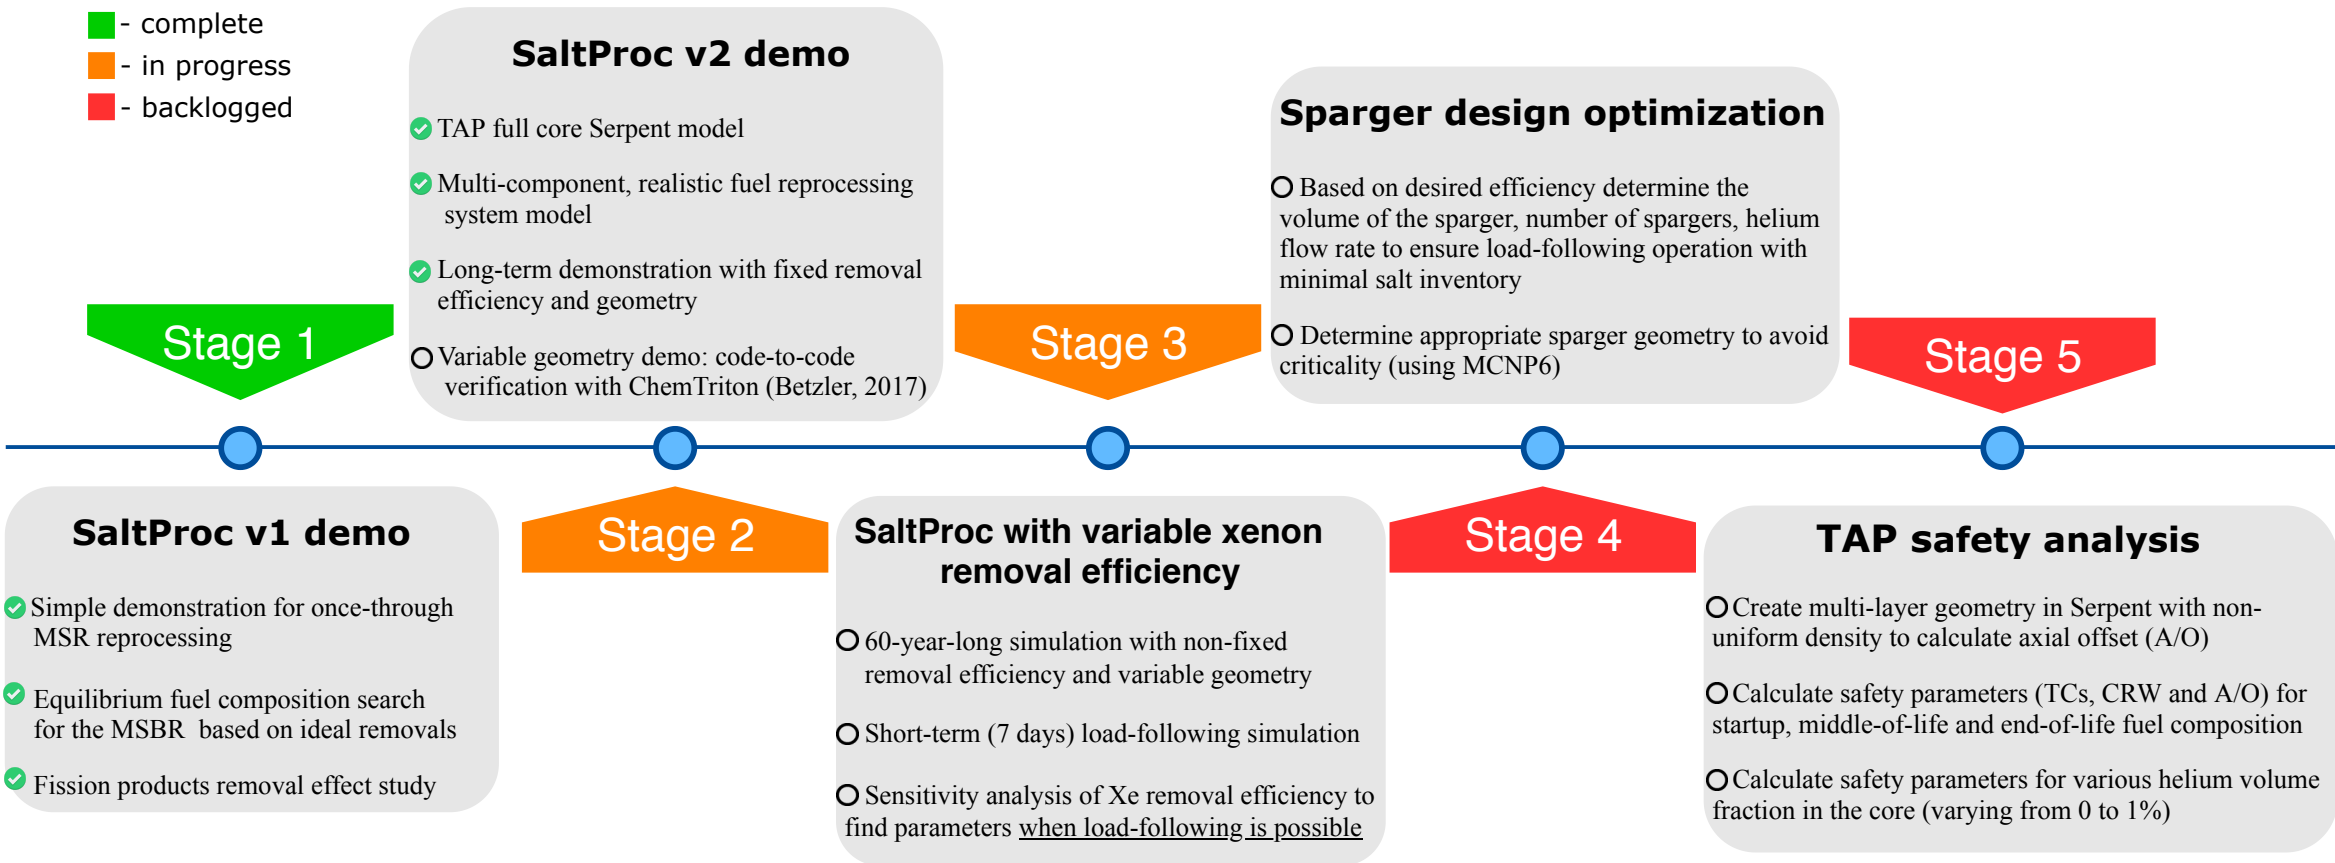 - complete
- in progress
- backlogged
SaltProc v2 demo
TAP full core Serpent model
Multi-component, realistic fuel reprocessing
system model
Long-term demonstration with fixed removal
efficiency and geometry
Variable geometry demo: code-to-code
verification with ChemTriton (Betzler, 2017)
Sparger design optimization
Based on desired efficiency determine the
volume of the sparger, number of spargers, helium
flow rate to ensure load-following operation with
minimal salt inventory
Determine appropriate sparger geometry to avoid
criticality (using MCNP6)
Stage 1
Stage 3
Stage 5
Stage 2
Stage 4
SaltProc v1 demo
Simple demonstration for once-through
MSR reprocessing
Equilibrium fuel composition search
for the MSBR based on ideal removals
Fission products removal effect study
SaltProc with variable xenon
removal efficiency
60-year-long simulation with non-fixed
removal efficiency and variable geometry
Short-term (7 days) load-following simulation
Sensitivity analysis of Xe removal efficiency to
find parameters when load-following is possible
TAP safety analysis
Create multi-layer geometry in Serpent with non-
uniform density to calculate axial offset (A/O)
Calculate safety parameters (TCs, CRW and A/O) for
startup, middle-of-life and end-of-life fuel composition
Calculate safety parameters for various helium volume
fraction in the core (varying from 0 to 1%)